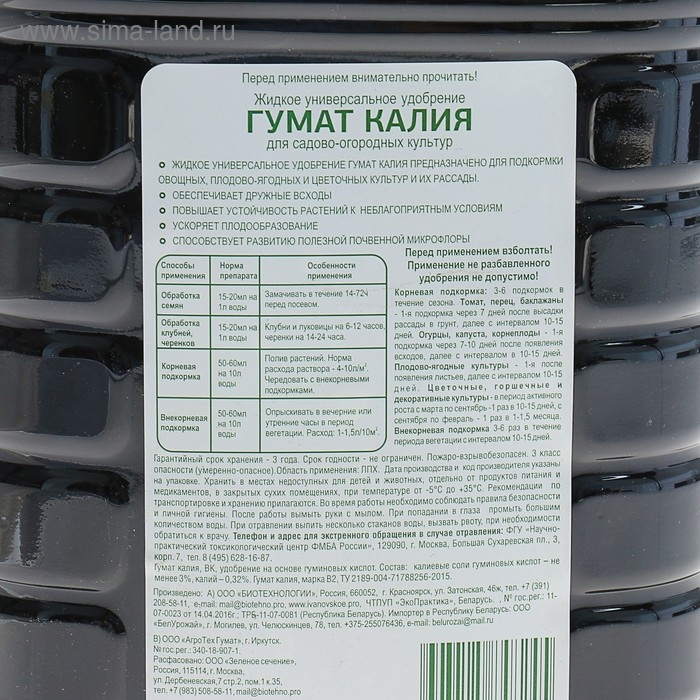 www.sima-land.ru
Перед применением внимательно прочитать!
Жидкое универсальное удобрение
ГУМАТ КАЛИЯ
для садово-огородных культур
● ЖИДКОЕ УНИВЕРСАЛЬНОЕ УДОБРЕНИЕ ГУМАТ КАЛИЯ ПРЕДНАЗНАЧЕНО ДЛЯ ПОДКОРМКИ
ОВОЩНЫХ, ПЛОДОВО-ЯГОДНЫХ И ЦВЕТОЧНЫХ КУЛЬТУР И ИХ РАССАДЫ.
● ОБЕСПЕЧИВАЕТ ДРУЖНЫЕ ВСХОДЫ
● ПОВЫШАЕТ УСТОЙЧИВОСТЬ РАСТЕНИЙ К НЕБЛАГОПРИЯТНЫМ УСЛОВИЯМ
● УСКОРЯЕТ ПЛОДООБРАЗОВАНИЕ
● СПОСОБСТВУЕТ РАЗВИТИЮ ПОЛЕЗНОЙ ПОЧВЕННОЙ МИКРОФЛОРЫ
Способы применения
Норма препарата
Особенности применения
Обработка семян
15-20мл на 1л воды
Замачивать в течение 14-72ч
перед посевом.
Обработка клубней, черенков
15-20мл на 1л воды
Клубни и луковицы на 6-12 часов,
черенки на 14-24 часа.
Корневая подкормка
50-60мл на 10л воды
Полив растений. Норма
расхода раствора - 4-10л/м².
Чередовать с внекорневыми
подкормками.
Внекорневая подкормка
50-60мл на 10л воды
Опрыскивать в вечерние или
утренние часы в период
вегетации. Расход: 1-1,5л/10м².
Перед применением взболтать!
Применение не разбавленного
удобрения не допустимо!
Корневая подкормка: 3-6 подкормок в
течение сезона. Томат, перец, баклажаны
- 1-я подкормка через 7 дней после высадки
рассады в грунт, далее с интервалом 10-15
дней. Огурцы, капуста, корнеплоды - 1-я
подкормка через 7-10 дней после появления
всходов, далее с интервалом в 10-15 дней.
Плодово-ягодные культуры - 1-я после
появления листьев, далее с интервалом 10-15
дней. Цветочные, горшечные и
декоративные культуры - в период активного
роста с марта по сентябрь - 1 раз в 10-15 дней, с
сентября по февраль - 1 раз в 1-1,5 месяца.
Внекорневая подкормка 3-6 раз в течение
периода вегетации с интервалом 10-15 дней.
Гарантийный срок хранения - 3 года. Срок годности - не ограничен. Пожаро-взрывобезопасен. 3 класс
опасности (умеренно-опасное). Область применения: ЛПХ. Дата производства и код производителя указаны
на упаковке. Хранить в местах недоступных для детей и животных, отдельно от продуктов питания и
медикаментов, в закрытых сухих помещениях, при температуре от -5°С до +35°С. Рекомендации по
транспортировке и хранению прилагаются. Во время работы необходимо соблюдать правила безопасности
и личной гигиены. После работы вымыть руки с мылом. При попадании в глаза промыть большим
количеством воды. При отравлении выпить несколько стаканов воды, вызвать рвоту, при необходимости
обратиться к врачу. Телефон и адрес для экстренного обращения в случае отравления: ФГУ «Научно-
практический токсикологический центр ФМБА России», 129090, г. Москва, Большая Сухаревская пл., 3,
корп. 7, тел. 8 (495) 628-16-87.
Гумат калия, ВК, удобрение на основе гуминовых кислот. Состав: калиевые соли гуминовых кислот – не
менее 3%, калий – 0,32%. Гумат калия, марка В2, ТУ 2189-004-71788256-2015.
Произведено: А) ООО «БИОТЕХНОЛОГИИ», Россия, 660052, г. Красноярск, ул. Затонская, 46ж, тел. +7 (391)
208-58-11, e-mail: mail@biotehno.pro, www.ivanovskoe.pro, ЧТПУП «ЭкоПрактика», Беларусь. № гос.рег.: 11-
07-0023 от 14.04.2016г., ТРБ-11-07-0081 (Республика Беларусь). Импортер в Республику Беларусь: ООО
«БелУрожай», г. Могилев, ул. Челюскинцев, 78, тел. +375-255076436, e-mail: belurozai@mail.ru
В) ООО «АгроТех Гумат», г. Иркутск.
№ гос.рег.: 340-18-907-1.
Расфасовано: ООО «Зеленое сечение»,
Россия, 115114, г. Москва,
наб. Дербеневская,7 стр.2, пом.1 к.35,
тел. +7 (983) 508-58-11, mail@biotehno.pro